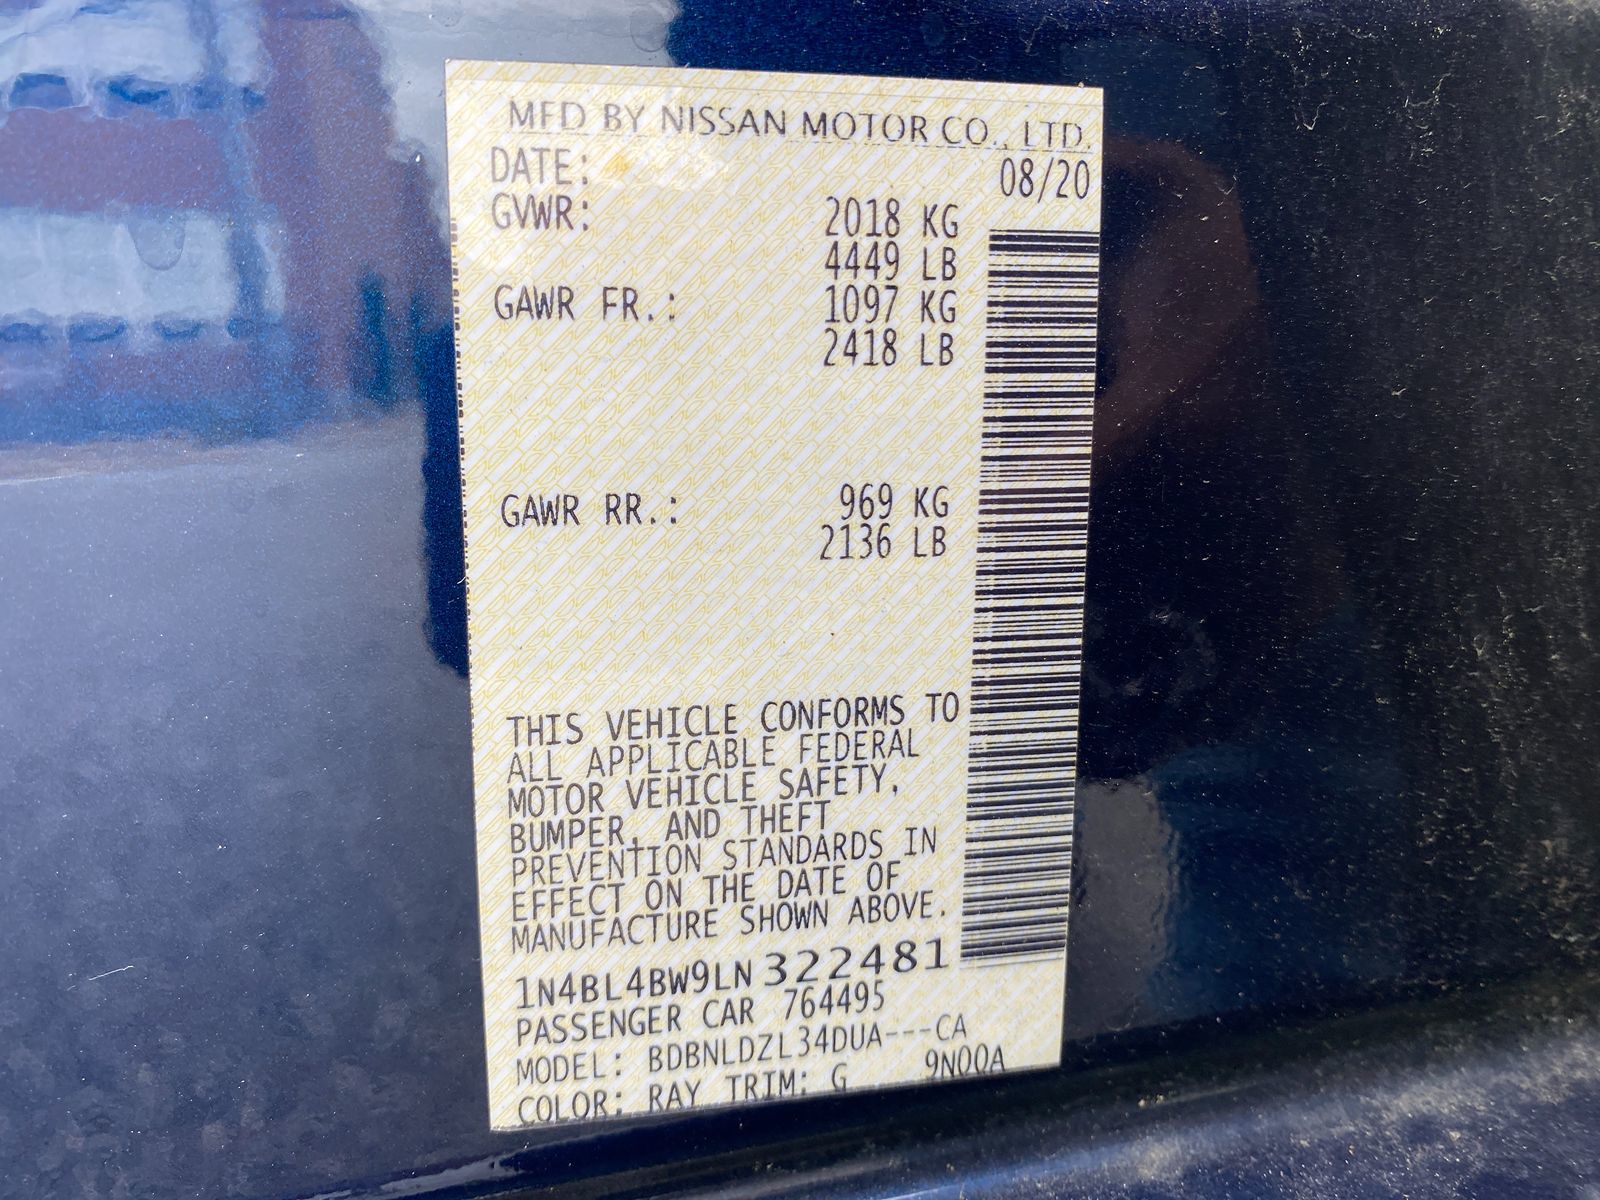 MFD BY NISSAN MOTOR CO., LTD.
DATE: 08/20
GVWR: 2018 KG
4449 LB
GAWR FR.: 1097 KG
2418 LB
GAWR RR.: 969 KG
2136 LB
THIS VEHICLE CONFORMS TO
ALL APPLICABLE FEDERAL
MOTOR VEHICLE SAFETY,
BUMPER, AND THEFT
PREVENTION STANDARDS IN
EFFECT ON THE DATE OF
MANUFACTURE SHOWN ABOVE.
1N4BL4BW9LN322481
PASSENGER CAR 764495
MODEL: BDBNLDZL34DUA---CA
COLOR: RAY TRIM: G 9N00A